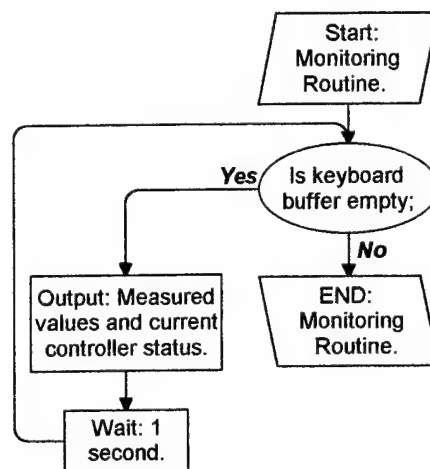 Start:
Monitoring
Routine.
Is keyboard
buffer empty;
Yes
No
Output: Measured
values and current
controller status.
END:
Monitoring
Routine.
Wait: 1
second.